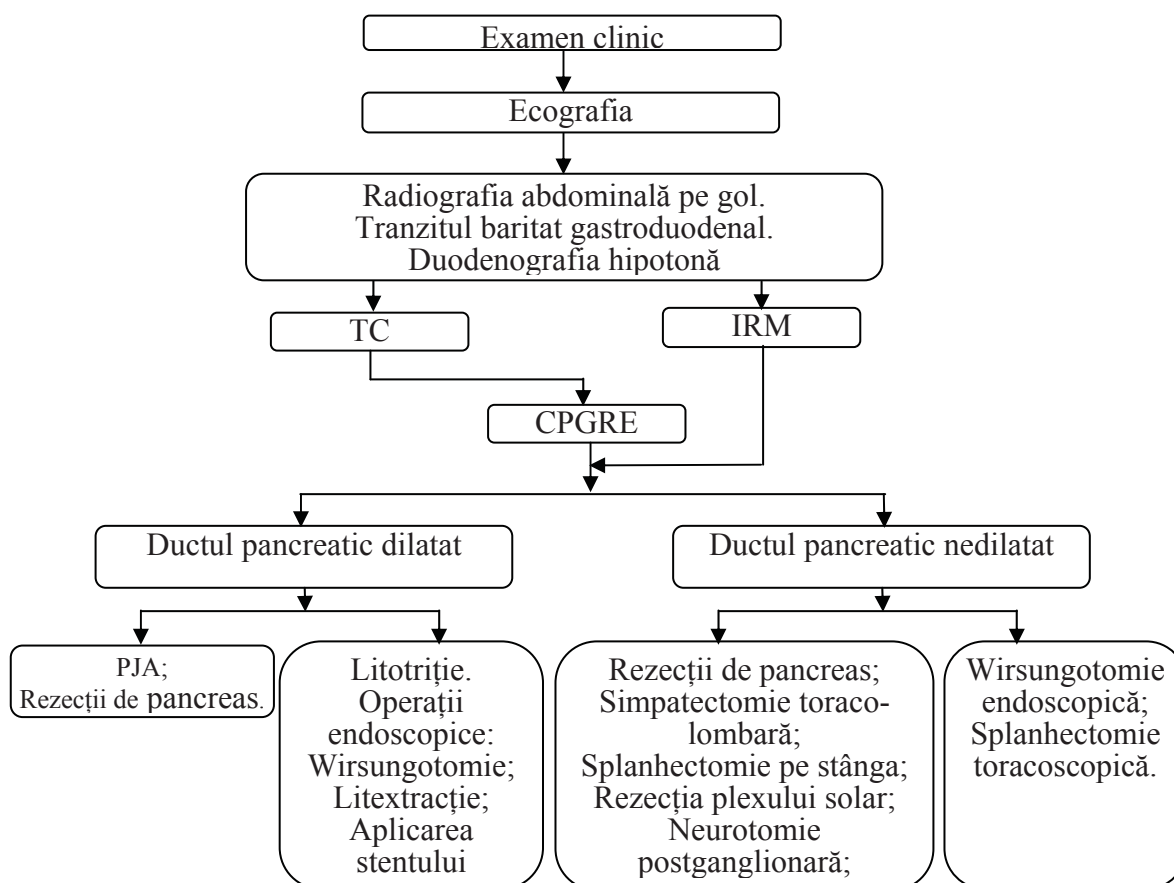 Examen clinic
Ecografia
Radiografia abdominală pe gol.
Tranzitul baritat gastroduodenal.
Duodenografia hipotonă
TC
IRM
CPGRE
Ductul pancreatic dilatat
Ductul pancreatic nedilatat
PJA;
Rezecții de pancreas.
Litotriție.
Operații
endoscopice:
Wirsungotomie;
Litextracție;
Aplicarea
stentului
Rezecții de pancreas;
Simpatectomie toraco-
lombară;
Splanhectomie pe stânga;
Rezecția plexului solar;
Neurotomie
postganglionară;
Wirsungotomie
endoscopică;
Splanhectomie
toracoscopică.